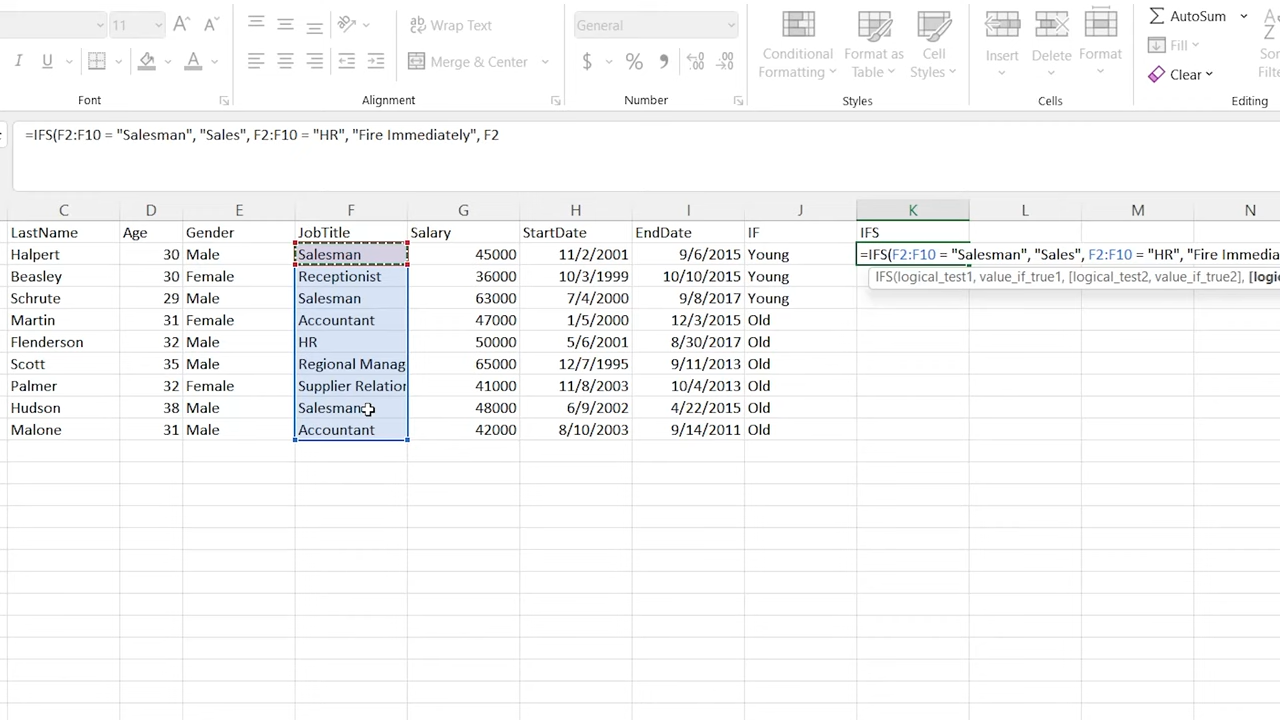 11
Wrap Text
General
I U A
Merge & Center
$ % 9
Conditional Formatting
Format as Table
Cell Styles
Insert
Delete
Format
AutoSum
Fill
Clear
Font
Alignment
Number
Styles
Cells
Editing
=IFS(F2:F10 = "Salesman", "Sales", F2:F10 = "HR", "Fire Immediately", F2
C D E F G H I J K L M N
LastName Age Gender JobTitle Salary StartDate EndDate IF IFS
Halpert 30 Male Salesman 45000 11/2/2001 9/6/2015 Young =IFS(F2:F10 = "Salesman", "Sales", F2:F10 = "HR", "Fire Immedia
Beasley 30 Female Receptionist 36000 10/3/1999 10/10/2015 Young IFS(logical_test1, value_if_true1, [logical_test2, value_if_true2], [logi
Schrute 29 Male Salesman 63000 7/4/2000 9/8/2017 Young
Martin 31 Female Accountant 47000 1/5/2000 12/3/2015 Old
Flenderson 32 Male HR 50000 5/6/2001 8/30/2017 Old
Scott 35 Male Regional Manag 65000 12/7/1995 9/11/2013 Old
Palmer 32 Female Supplier Relation 41000 11/8/2003 10/4/2013 Old
Hudson 38 Male Salesman 48000 6/9/2002 4/22/2015 Old
Malone 31 Male Accountant 42000 8/10/2003 9/14/2011 Old